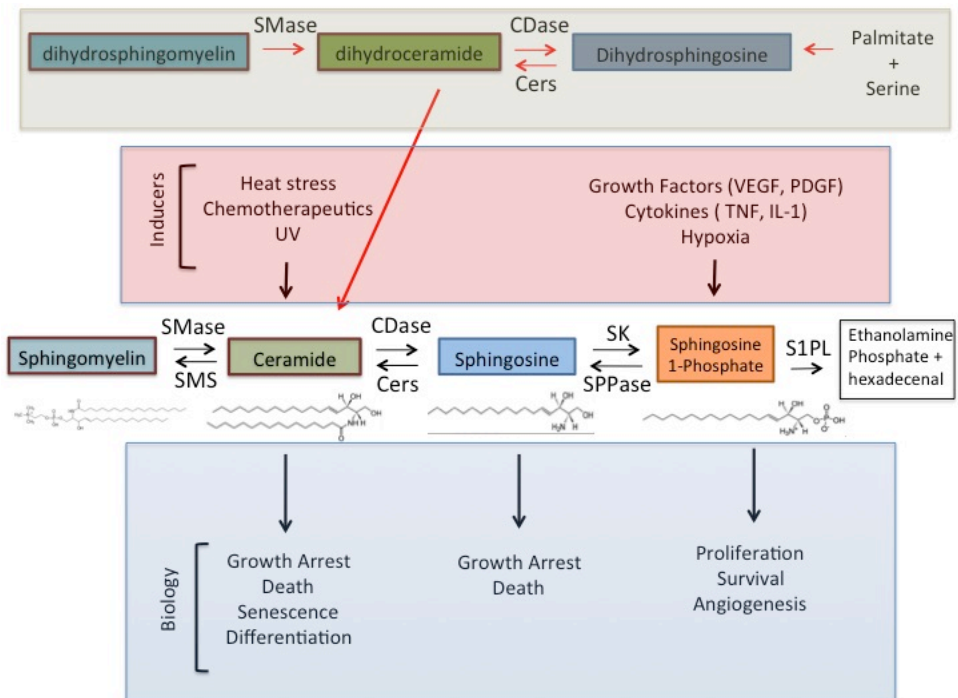 SMase
CDase
dihydrosphingomyelin
dihydroceramide
Dihydrosphingosine
Cers
Palmitate
+
Serine
Inducers
Heat stress
Chemotherapeutics
UV
Growth Factors (VEGF, PDGF)
Cytokines ( TNF, IL-1)
Hypoxia
Sphingomyelin
SMase
SMS
Ceramide
CDase
Cers
Sphingosine
SK
SPPase
Sphingosine
1-Phosphate
S1PL
Ethanolamine
Phosphate +
hexadecenal
Biology
Growth Arrest
Death
Senescence
Differentiation
Growth Arrest
Death
Proliferation
Survival
Angiogenesis